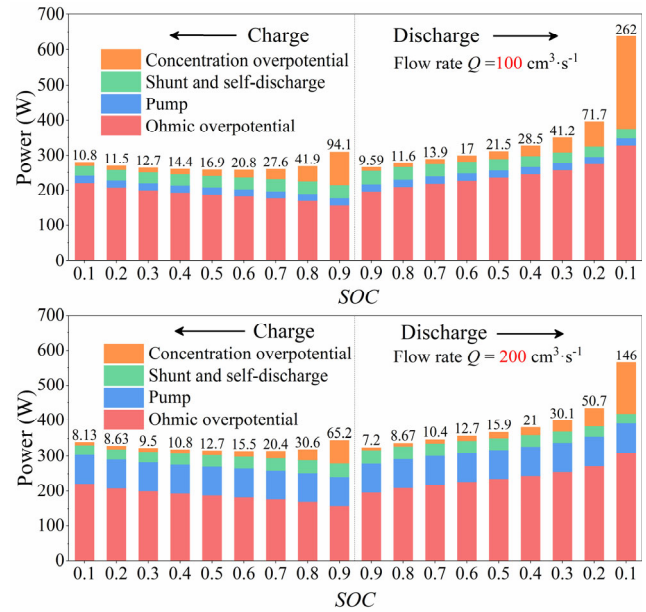 700
600
500
400
300
200
100
0
Power (W)
Charge
Discharge
Concentration overpotential
Shunt and self-discharge
Pump
Ohmic overpotential
Flow rate Q =100 cm³·s⁻¹
10.8 11.5 12.7 14.4 16.9 20.8 27.6 41.9 94.1 9.59 11.6 13.9 17 21.5 28.5 41.2 71.7 262
0.1 0.2 0.3 0.4 0.5 0.6 0.7 0.8 0.9 0.9 0.8 0.7 0.6 0.5 0.4 0.3 0.2 0.1
SOC
700
600
500
400
300
200
100
0
Power (W)
Charge
Discharge
Concentration overpotential
Shunt and self-discharge
Pump
Ohmic overpotential
Flow rate Q = 200 cm³·s⁻¹
8.13 8.63 9.5 10.8 12.7 15.5 20.4 30.6 65.2 7.2 8.67 10.4 12.7 15.9 21 30.1 50.7 146
0.1 0.2 0.3 0.4 0.5 0.6 0.7 0.8 0.9 0.9 0.8 0.7 0.6 0.5 0.4 0.3 0.2 0.1
SOC